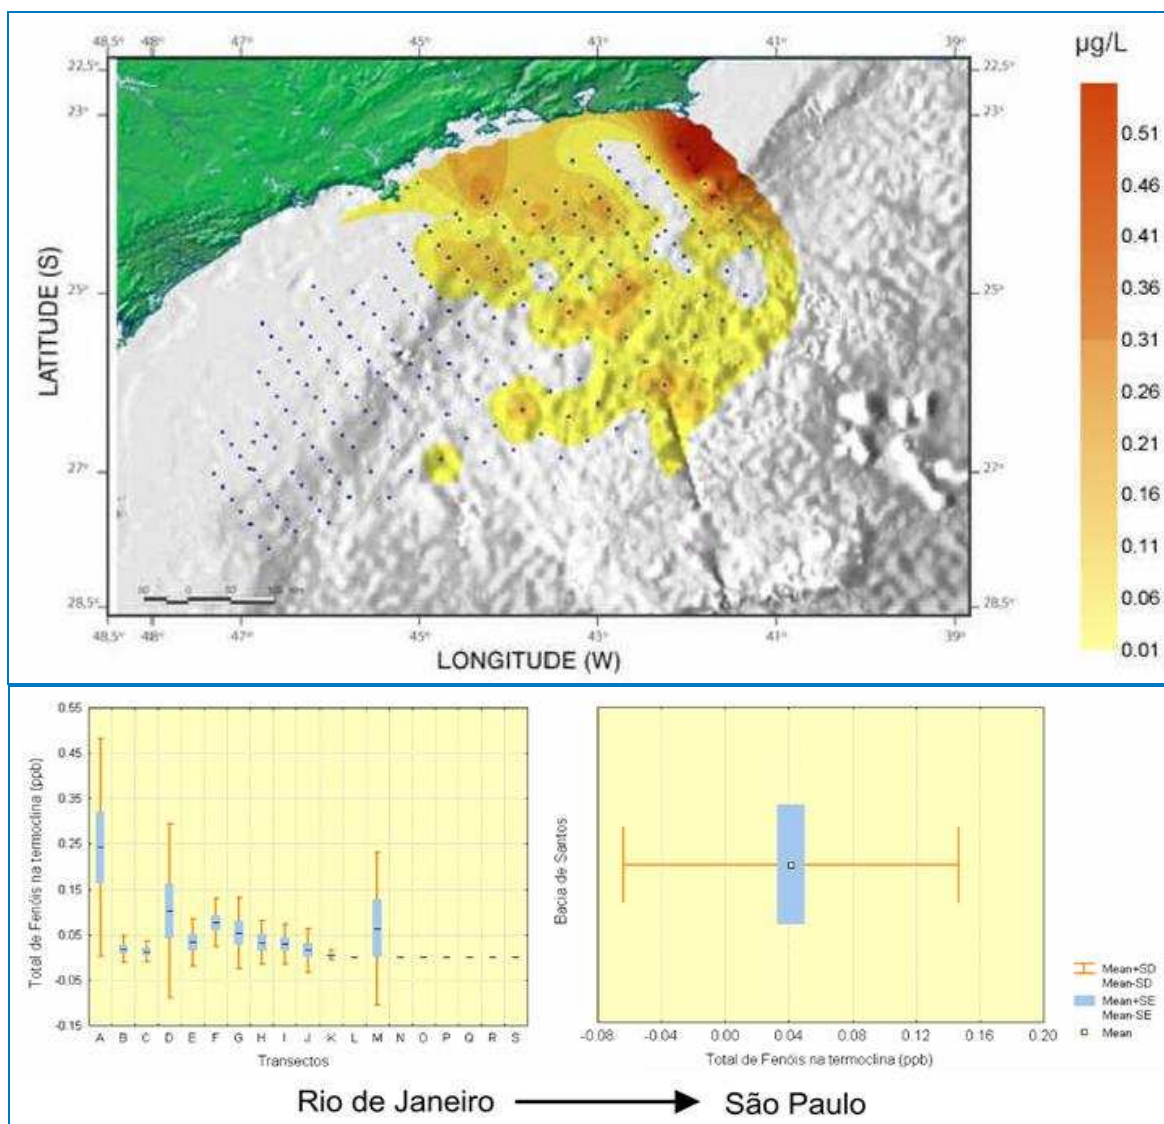 48.5° 48° 47° 45° 43° 41° 39°
µg/L
22.5° 22.5°
23° 23°
25° 25°
27°
28.5° 28.5°
LATITUDE (S)
48.5° 48° 47° 45° 43° 41° 39°
LONGITUDE (W)
0.51
0.46
0.41
0.36
0.31
0.26
0.21
0.16
0.11
0.06
0.01
Total de Fenóis na termoclina (ppb)
0.55
0.45
0.35
0.25
0.15
0.05
-0.05
-0.15
A B C D E F G H I J K L M N O P Q R S
Transectos
Bacia de Santos
-0.08 -0.04 0.00 0.04 0.08 0.12 0.16 0.20
Total de Fenóis na termoclina (ppb)
Mean+SD
Mean-SD
Mean+SE
Mean-SE
Mean
Rio de Janeiro São Paulo